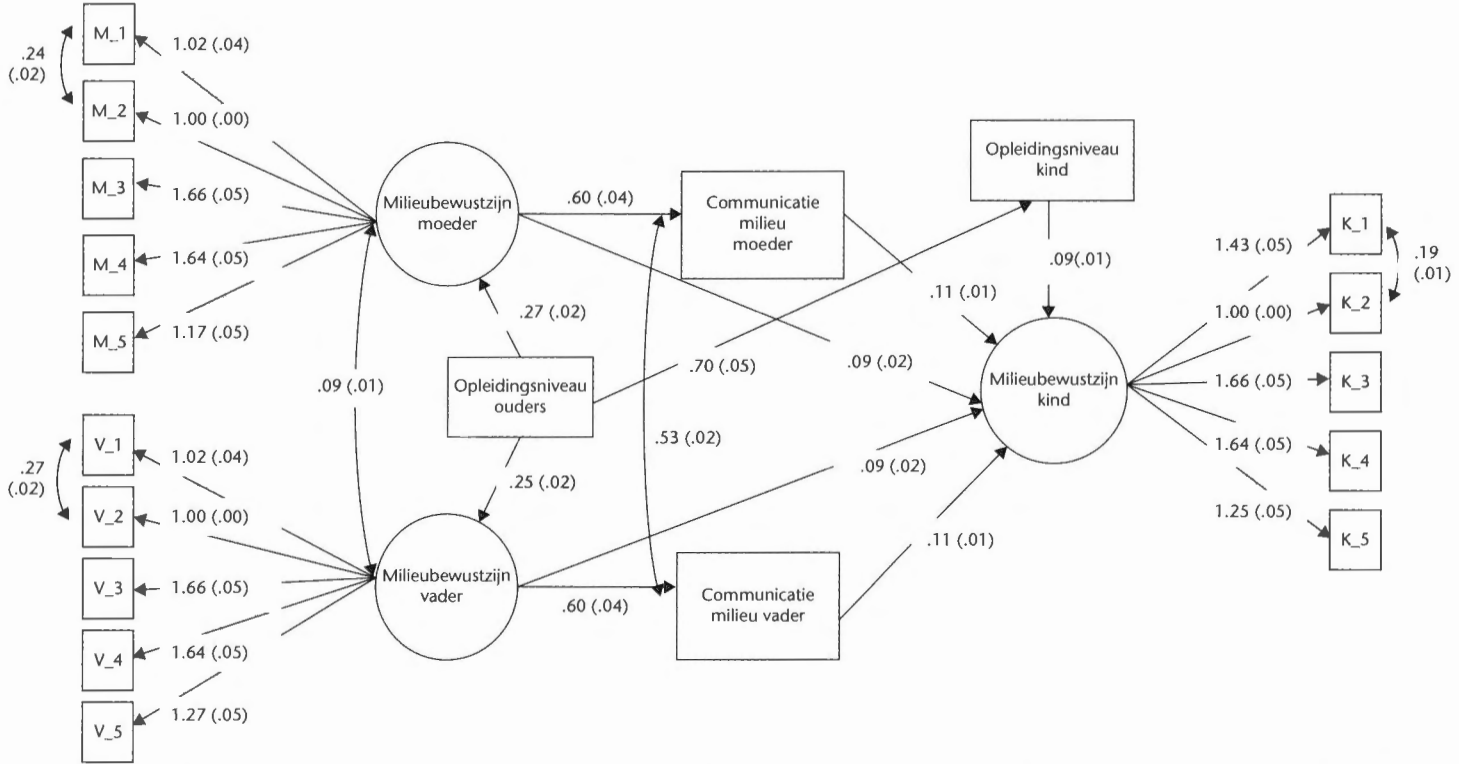 M_1
1.02 (.04)
.24
(.02)
M_2
1.00 (.00)
M_3
1.66 (.05)
M_4
1.64 (.05)
M_5
1.17 (.05)
Milieubewustzijn
moeder
.60 (.04)
Communicatie
milieu
moeder
Opleidingsniveau
kind
.09(.01)
.11 (.01)
.27 (.02)
.09 (.01)
Opleidingsniveau
ouders
.70 (.05)
.09 (.02)
.53 (.02)
.25 (.02)
.09 (.02)
Milieubewustzijn
kind
1.43 (.05)
K_1
.19
(.01)
1.00 (.00)
K_2
1.66 (.05)
K_3
1.64 (.05)
K_4
1.25 (.05)
K_5
V_1
1.02 (.04)
.27
(.02)
V_2
1.00 (.00)
V_3
1.66 (.05)
V_4
1.64 (.05)
V_5
1.27 (.05)
Milieubewustzijn
vader
.60 (.04)
Communicatie
milieu vader
.11 (.01)